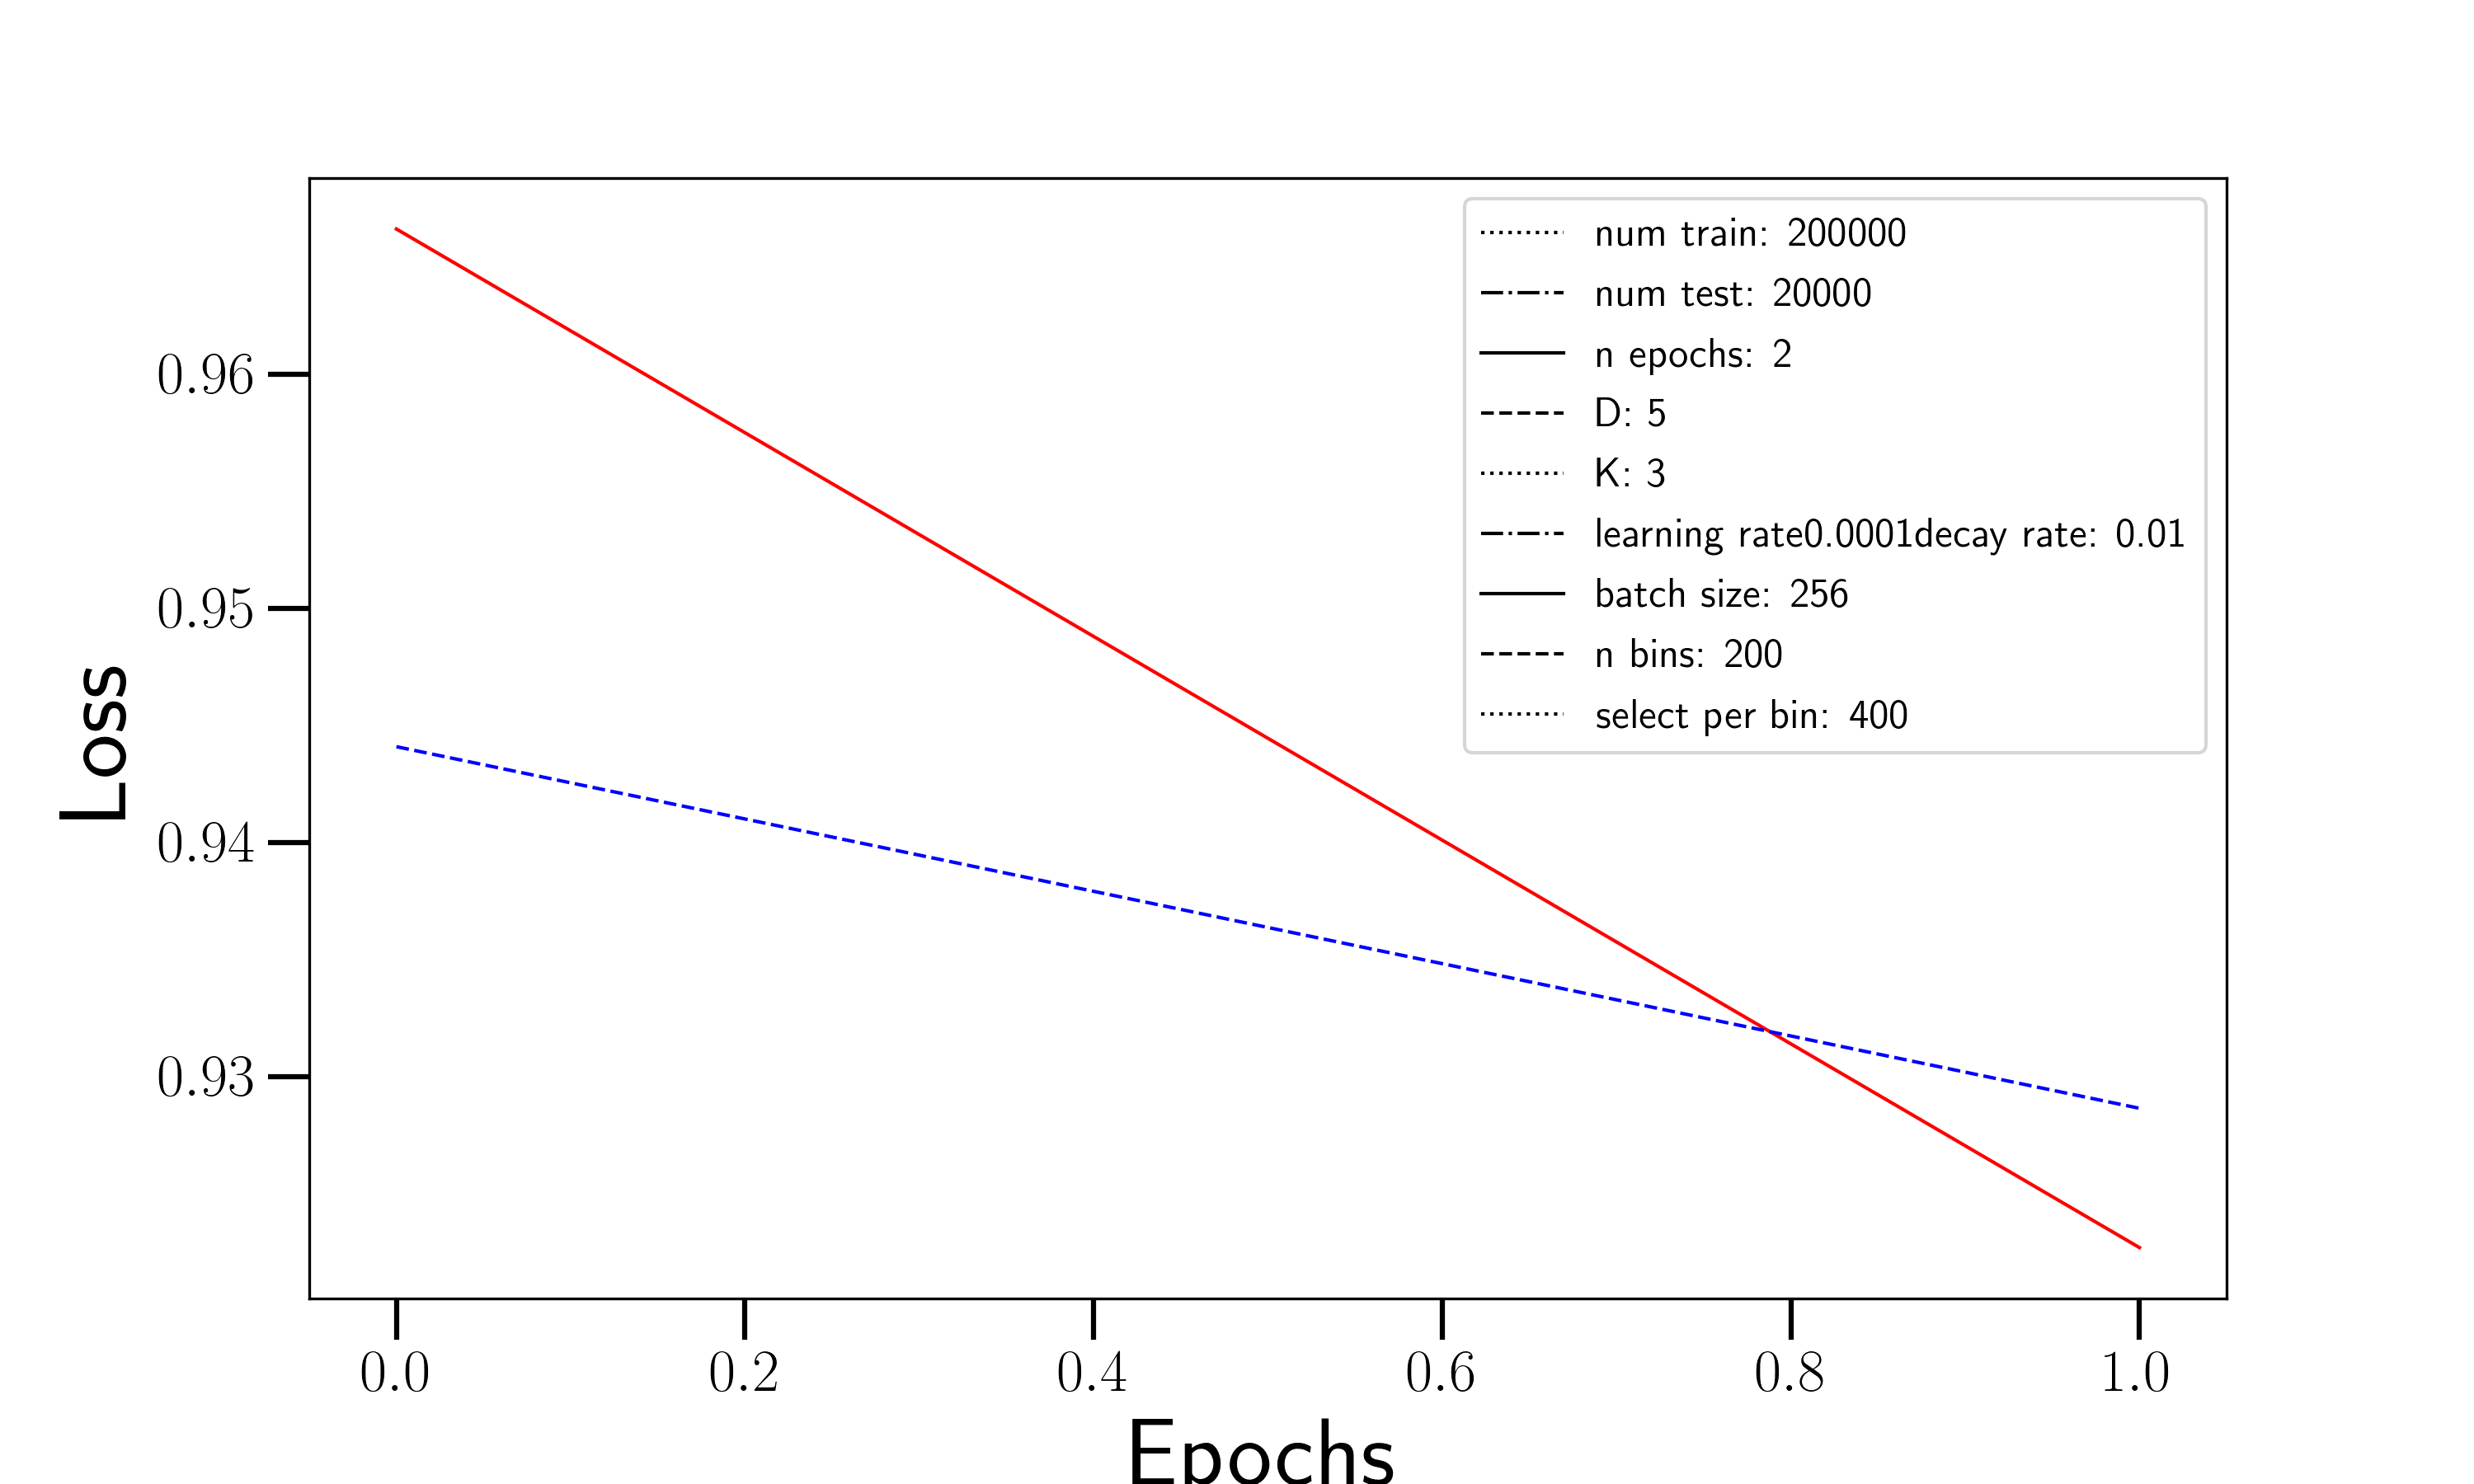 num train: 200000
num test: 20000
n epochs: 2
D: 5
K: 3
learning rate0.0001decay rate: 0.01
batch size: 256
n bins: 200
select per bin: 400
0.96
0.95
0.94
0.93
Loss
0.0 0.2 0.4 0.6 0.8 1.0
Epochs